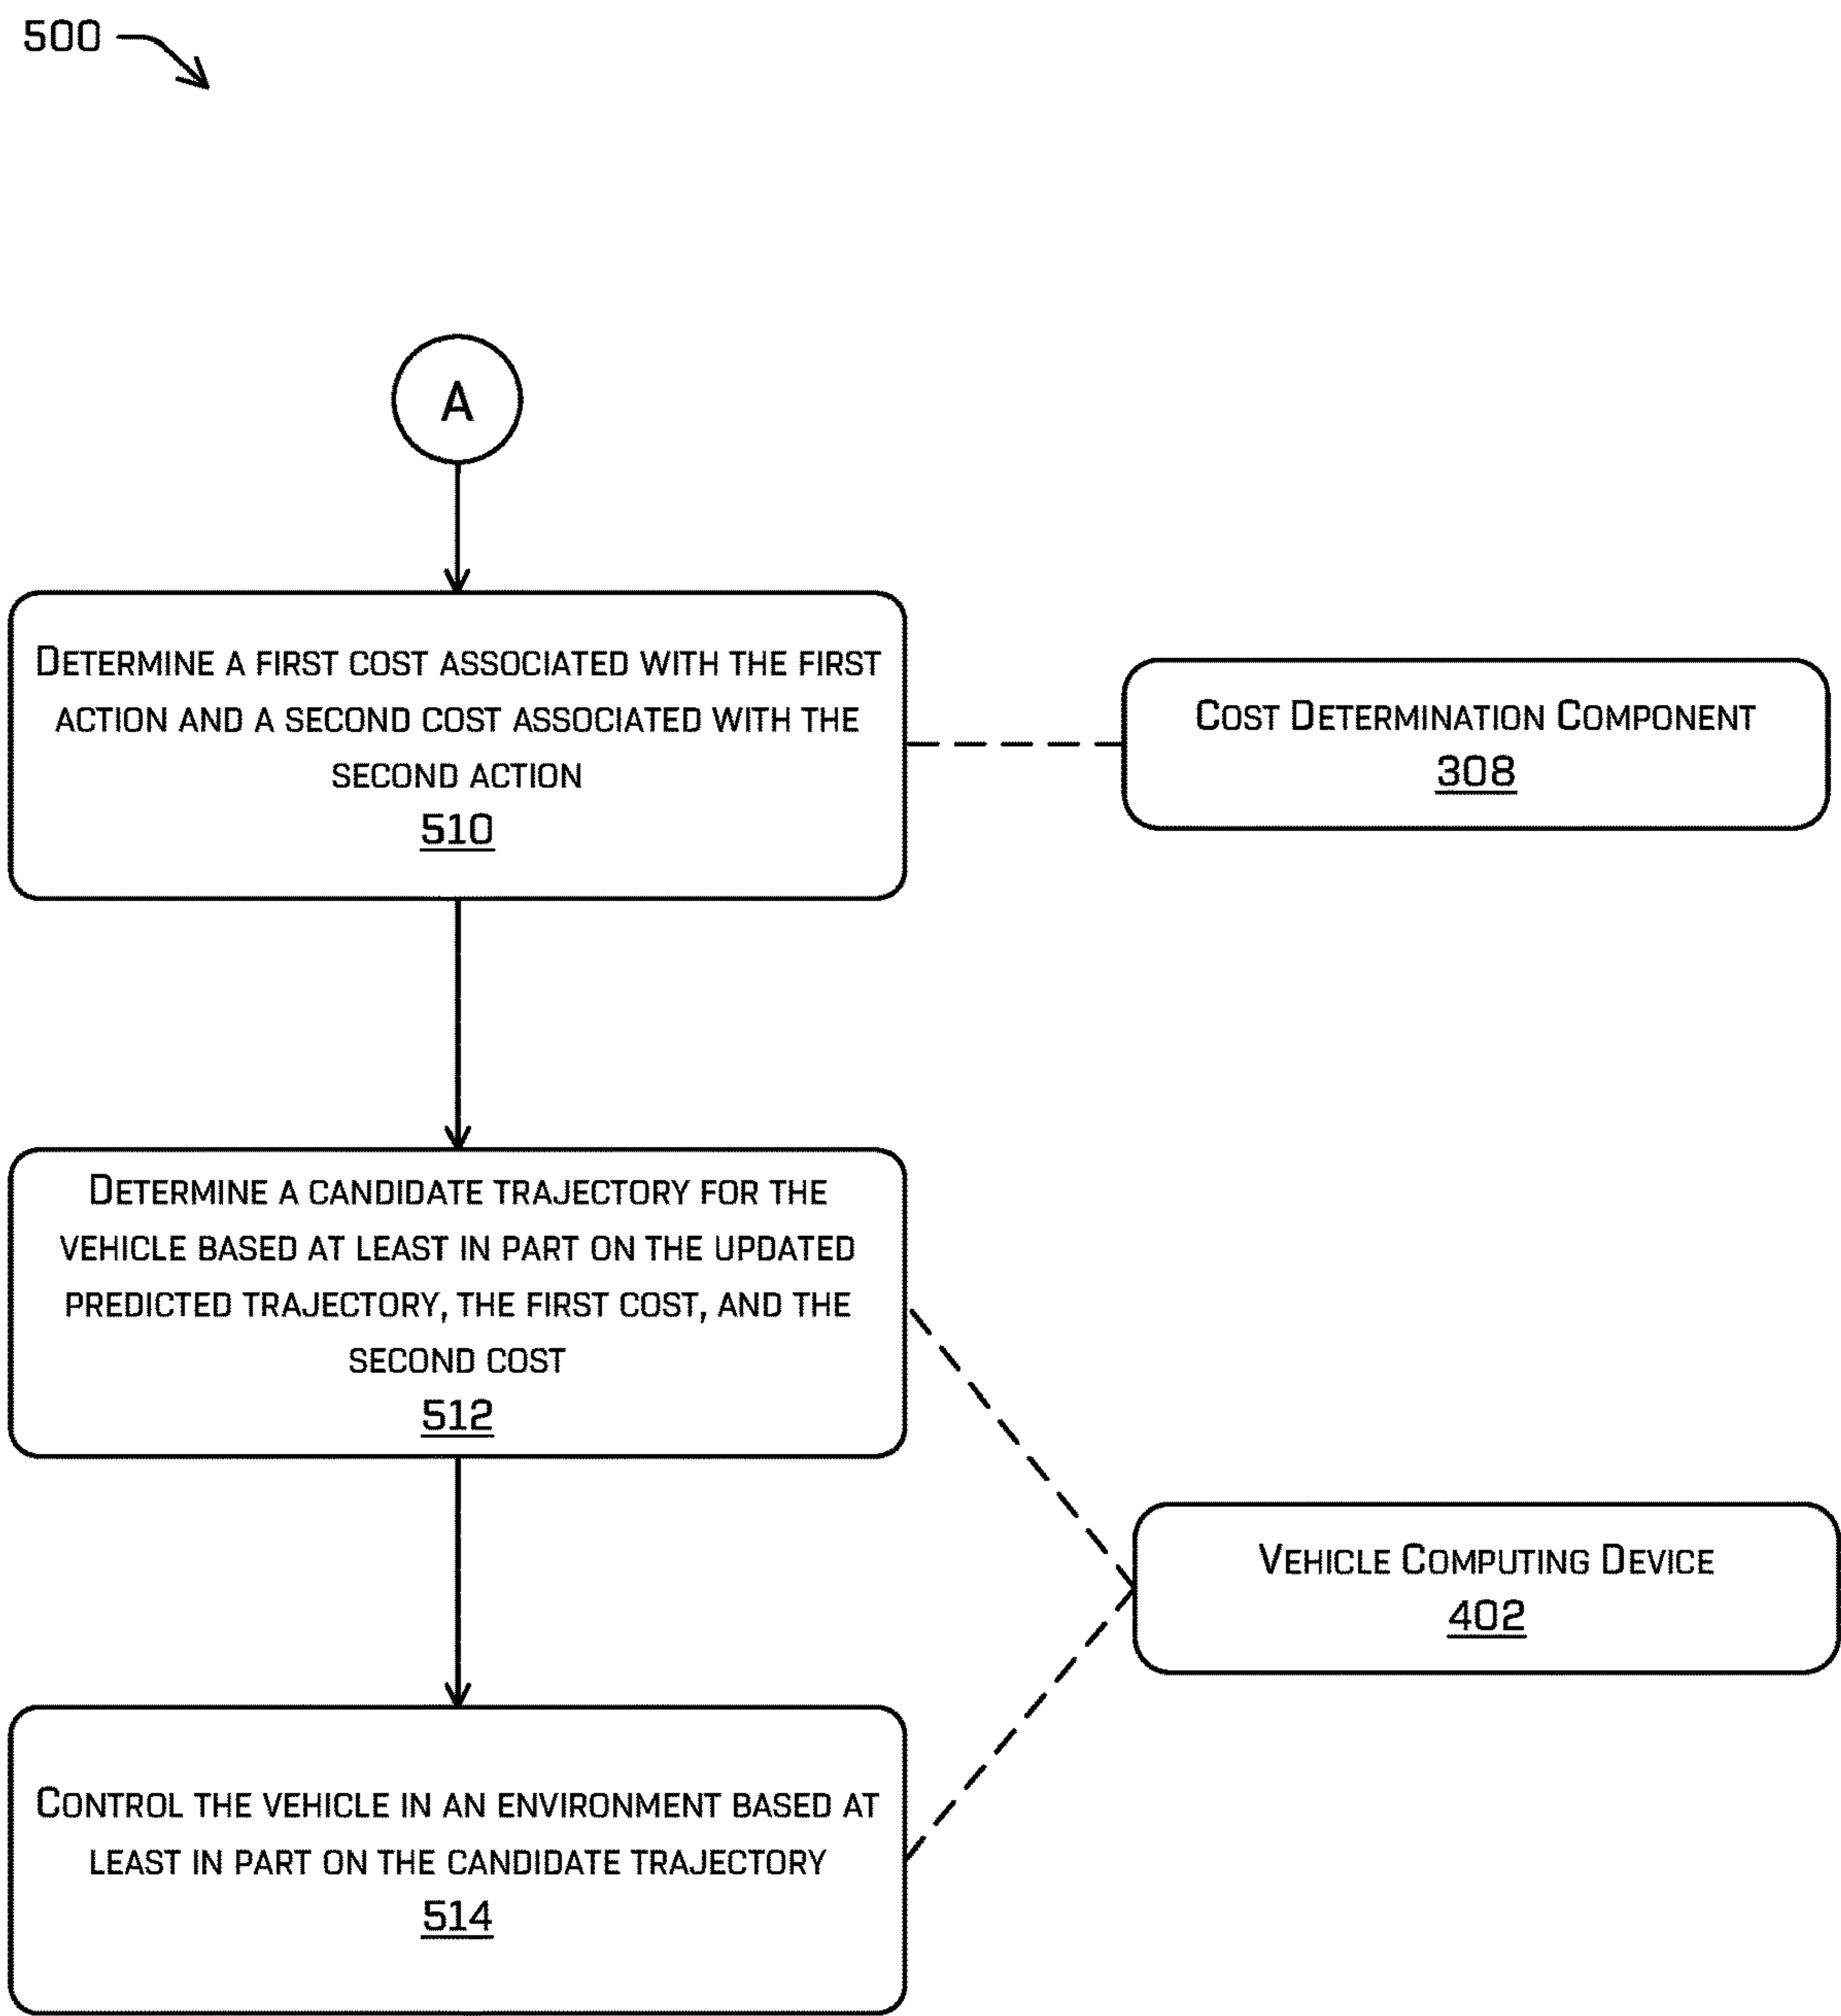 500
A
DETERMINE A FIRST COST ASSOCIATED WITH THE FIRST
ACTION AND A SECOND COST ASSOCIATED WITH THE
SECOND ACTION
510
COST DETERMINATION COMPONENT
308
DETERMINE A CANDIDATE TRAJECTORY FOR THE
VEHICLE BASED AT LEAST IN PART ON THE UPDATED
PREDICTED TRAJECTORY, THE FIRST COST, AND THE
SECOND COST
512
VEHICLE COMPUTING DEVICE
402
CONTROL THE VEHICLE IN AN ENVIRONMENT BASED AT
LEAST IN PART ON THE CANDIDATE TRAJECTORY
514